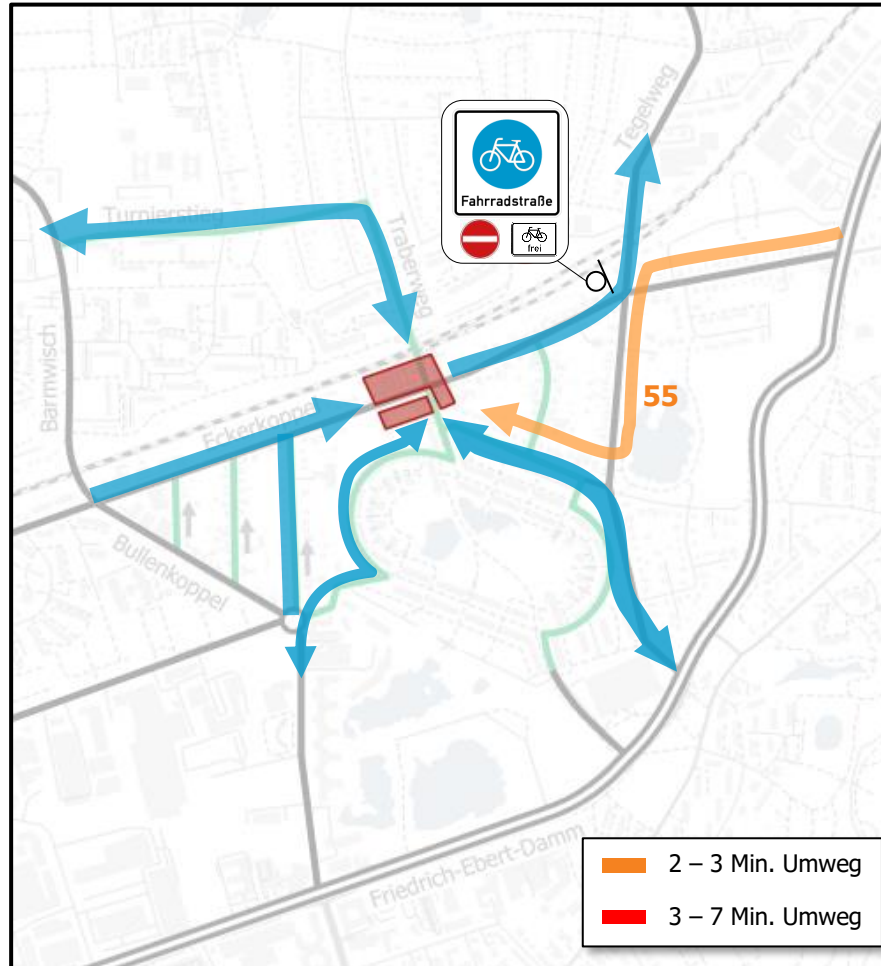 Tegelweg
Fahrradstraße
frei
Turnierstieg
Traberweg
Barmwisch
55
Eckerkoppel
Bullenkoppel
Friedrich-Ebert-Damm
2 – 3 Min. Umweg
3 – 7 Min. Umweg